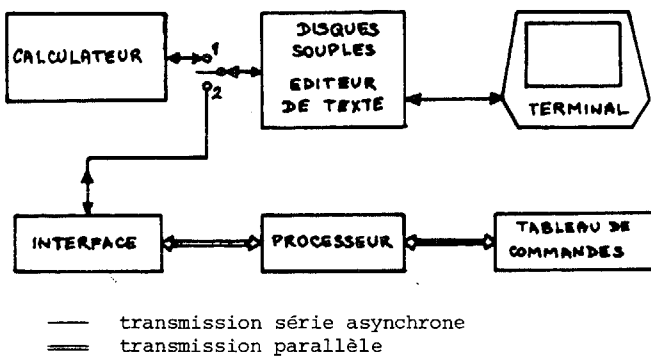 CALCULATEUR
1
2
DISQUES
SOUPLES
EDITEUR
DE TEXTE
TERMINAL
INTERFACE
PROCESSEUR
TABLEAU DE
COMMANDES
transmission série asynchrone
transmission parallèle